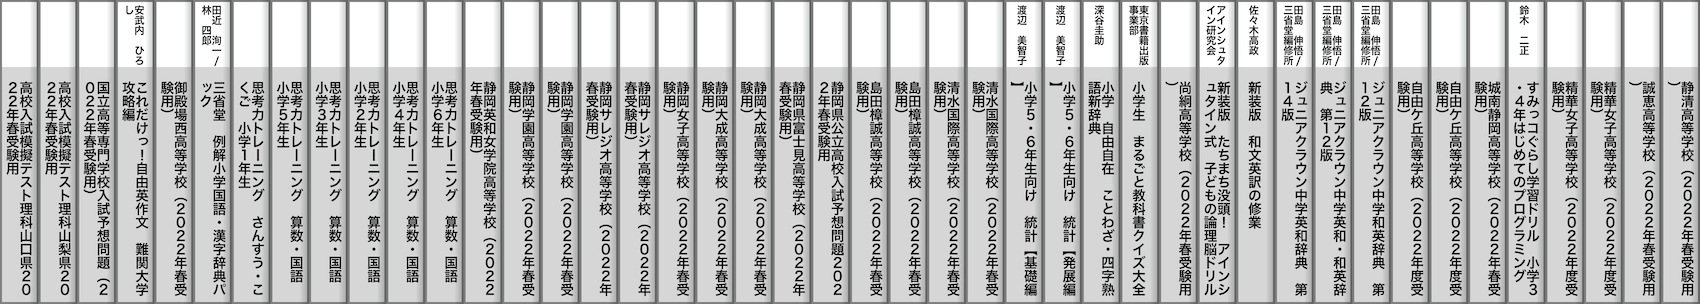 静清高等学校（２０２２年春受験用
）
誠恵高等学校（２０２２年春受験用
）
精華女子高等学校（２０２２年度受
験用）
精華女子高等学校（２０２２年度受
験用）
鈴木　二正
すみっコぐらし学習ドリル　小学３
・４年はじめてのプログラミング
城南静岡高等学校（２０２２年春受
験用）
自由ケ丘高等学校（２０２２年度受
験用）
自由ケ丘高等学校（２０２２年度受
験用）
田島　伸悟/
三省堂編修所
ジュニアクラウン中学和英辞典　第
１２版
田島　伸悟/
三省堂編修所
ジュニアクラウン中学英和・和英辞
典　第１２版
田島　伸悟/
三省堂編修所
ジュニアクラウン中学英和辞典　第
１４版
佐々木高政
新装版　和文英訳の修業
アインシュタ
イン研究会
新装版　たちまち没頭！　アインシ
ュタイン式　子どもの論理脳ドリル
尚絅高等学校（２０２２年春受験用
）
東京書籍出版
事業部
小学生　まるごと教科書クイズ大全
深谷圭助
小学　自由自在　ことわざ・四字熟
語新辞典
渡辺　美智子
小学５・６年生向け　統計【発展編
】
渡辺　美智子
小学５・６年生向け　統計【基礎編
】
清水国際高等学校（２０２２年春受
験用）
清水国際高等学校（２０２２年春受
験用）
島田樟誠高等学校（２０２２年春受
験用）
島田樟誠高等学校（２０２２年春受
験用）
静岡県公立高校入試予想問題２０２
２年春受験用
静岡県富士見高等学校（２０２２年
春受験用）
静岡大成高等学校（２０２２年春受
験用）
静岡大成高等学校（２０２２年春受
験用）
静岡女子高等学校（２０２２年春受
験用）
静岡サレジオ高等学校（２０２２年
春受験用）
静岡サレジオ高等学校（２０２２年
春受験用）
静岡学園高等学校（２０２２年春受
験用）
静岡学園高等学校（２０２２年春受
験用）
静岡英和女学院高等学校（２０２２
年春受験用）
思考力トレーニング　算数・国語
小学６年生
思考力トレーニング　算数・国語
小学４年生
思考力トレーニング　算数・国語
小学２年生
思考力トレーニング　算数・国語
小学３年生
思考力トレーニング　算数・国語
小学５年生
思考力トレーニング　さんすう・こ
くご　小学１年生
田近　洵一/
林　四郎
三省堂　例解小学国語・漢字辞典パ
ック
御殿場西高等学校（２０２２年春受
験用）
安武内　ひろ
し
これだけっ！自由英作文　難関大学
攻略編
国立高等専門学校入試予想問題（２
０２２年春受験用）
高校入試模擬テスト理科山梨県２０
２２年春受験用
高校入試模擬テスト理科山口県２０
２２年春受験用